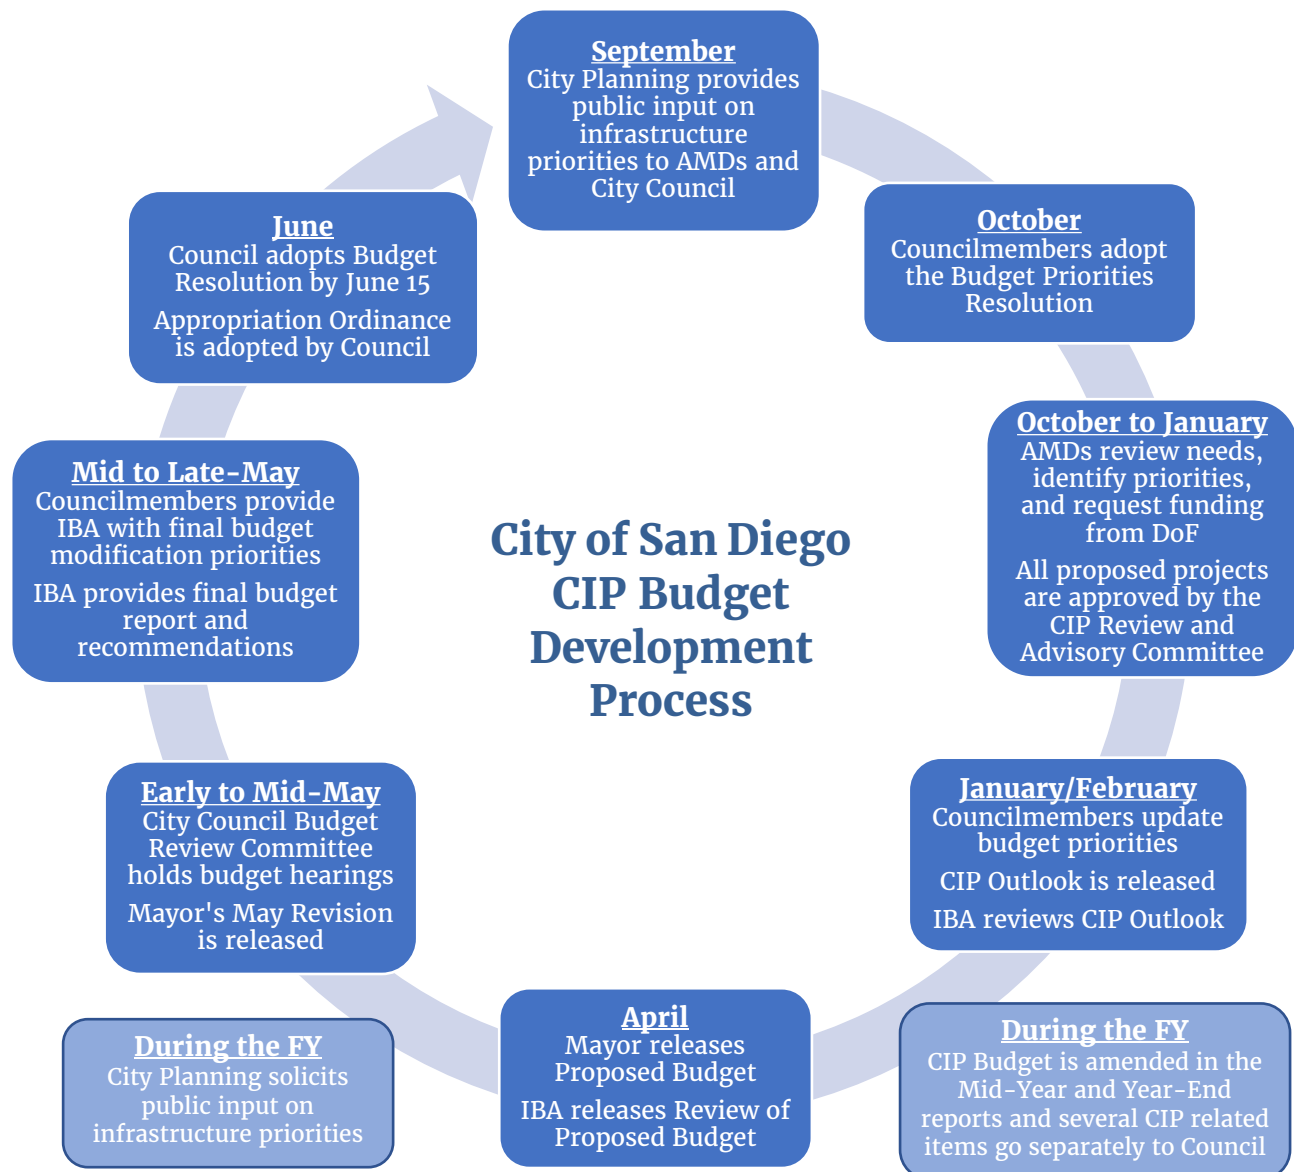 September
City Planning provides
public input on
infrastructure
priorities to AMDs and
City Council
October
Councilmembers adopt
the Budget Priorities
Resolution
October to January
AMDs review needs,
identify priorities,
and request funding
from DoF
All proposed projects
are approved by the
CIP Review and
Advisory Committee
January/February
Councilmembers update
budget priorities
CIP Outlook is released
IBA reviews CIP Outlook
During the FY
CIP Budget is amended in the
Mid-Year and Year-End
reports and several CIP related
items go separately to Council
April
Mayor releases
Proposed Budget
IBA releases Review of
Proposed Budget
During the FY
City Planning solicits
public input on
infrastructure priorities
Early to Mid-May
City Council Budget
Review Committee
holds budget hearings
Mayor's May Revision
is released
Mid to Late-May
Councilmembers provide
IBA with final budget
modification priorities
IBA provides final budget
report and
recommendations
June
Council adopts Budget
Resolution by June 15
Appropriation Ordinance
is adopted by Council
City of San Diego
CIP Budget
Development
Process